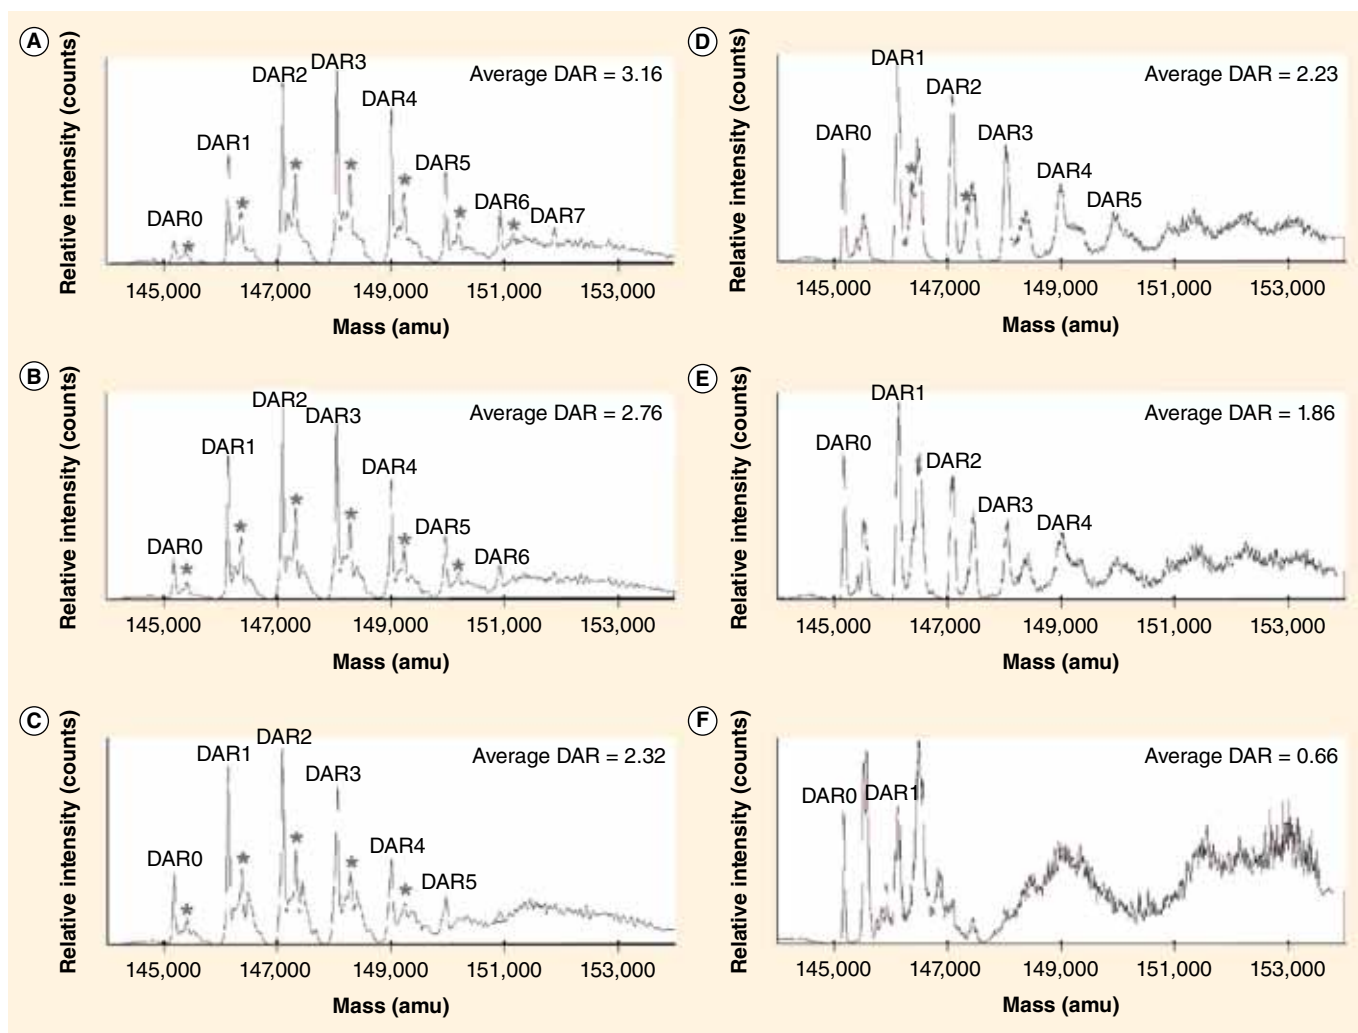 A
Relative intensity (counts)
Average DAR = 3.16
DAR0
DAR1
DAR2
DAR3
DAR4
DAR5
DAR6
DAR7
*
*
*
*
*
*
*
145,000 147,000 149,000 151,000 153,000
Mass (amu)
B
Relative intensity (counts)
Average DAR = 2.76
DAR0
DAR1
DAR2
DAR3
DAR4
DAR5
DAR6
*
*
*
*
*
*
145,000 147,000 149,000 151,000 153,000
Mass (amu)
C
Relative intensity (counts)
Average DAR = 2.32
DAR0
DAR1
DAR2
DAR3
DAR4
DAR5
*
*
*
*
*
145,000 147,000 149,000 151,000 153,000
Mass (amu)
D
Relative intensity (counts)
Average DAR = 2.23
DAR0
DAR1
DAR2
DAR3
DAR4
DAR5
*
*
145,000 147,000 149,000 151,000 153,000
Mass (amu)
E
Relative intensity (counts)
Average DAR = 1.86
DAR0
DAR1
DAR2
DAR3
DAR4
145,000 147,000 149,000 151,000 153,000
Mass (amu)
F
Relative intensity (counts)
Average DAR = 0.66
DAR0 DAR1
145,000 147,000 149,000 151,000 153,000
Mass (amu)